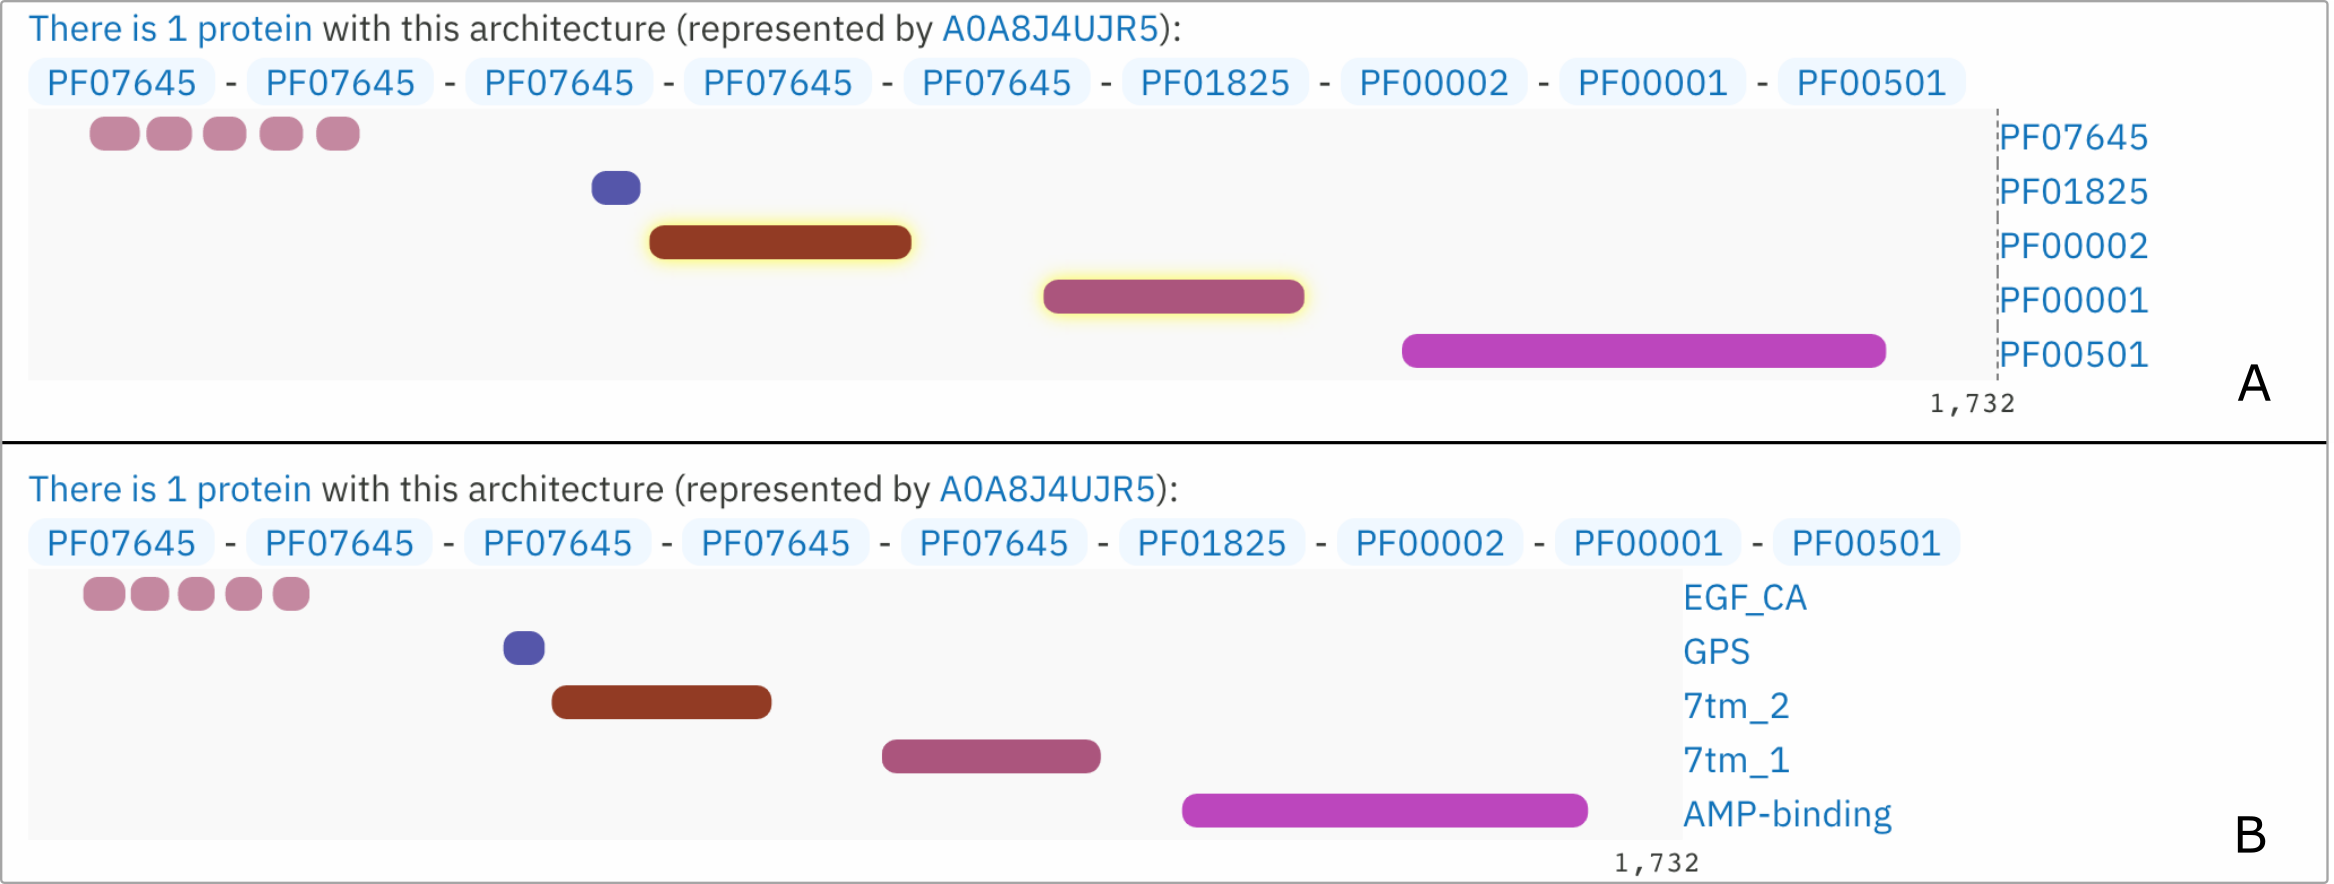 There is 1 protein with this architecture (represented by A0A8J4UJR5):
PF07645 - PF07645 - PF07645 - PF07645 - PF07645 - PF01825 - PF00002 - PF00001 - PF00501
PF07645
PF01825
PF00002
PF00001
PF00501
A
1,732
There is 1 protein with this architecture (represented by A0A8J4UJR5):
PF07645 - PF07645 - PF07645 - PF07645 - PF07645 - PF01825 - PF00002 - PF00001 - PF00501
EGF_CA
GPS
7tm_2
7tm_1
AMP-binding
B
1,732